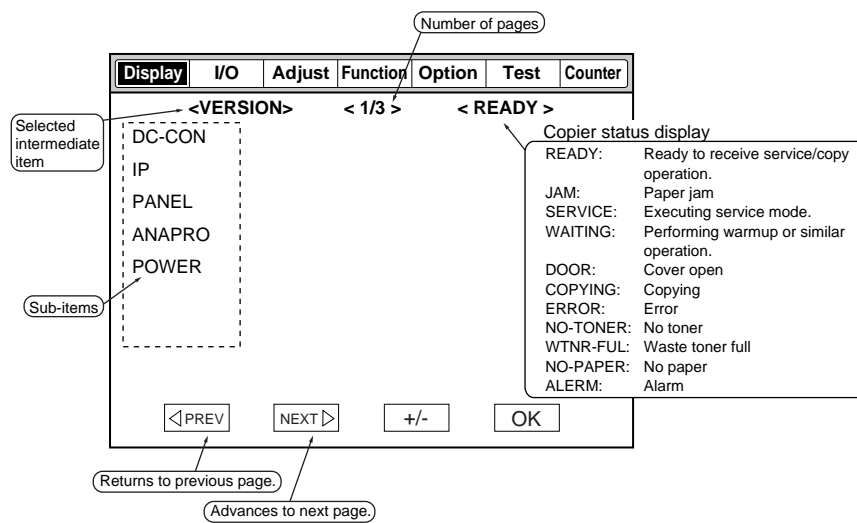 Number of pages
Display I/O Adjust Function Option Test Counter
<VERSION> < 1/3 > < READY >
Selected
intermediate
item
DC-CON
IP
PANEL
ANAPRO
POWER
Sub-items
Copier status display
READY: Ready to receive service/copy
operation.
JAM: Paper jam
SERVICE: Executing service mode.
WAITING: Performing warmup or similar
operation.
DOOR: Cover open
COPYING: Copying
ERROR: Error
NO-TONER: No toner
WTNR-FUL: Waste toner full
NO-PAPER: No paper
ALERM: Alarm
PREV NEXT +/- OK
Returns to previous page.
Advances to next page.